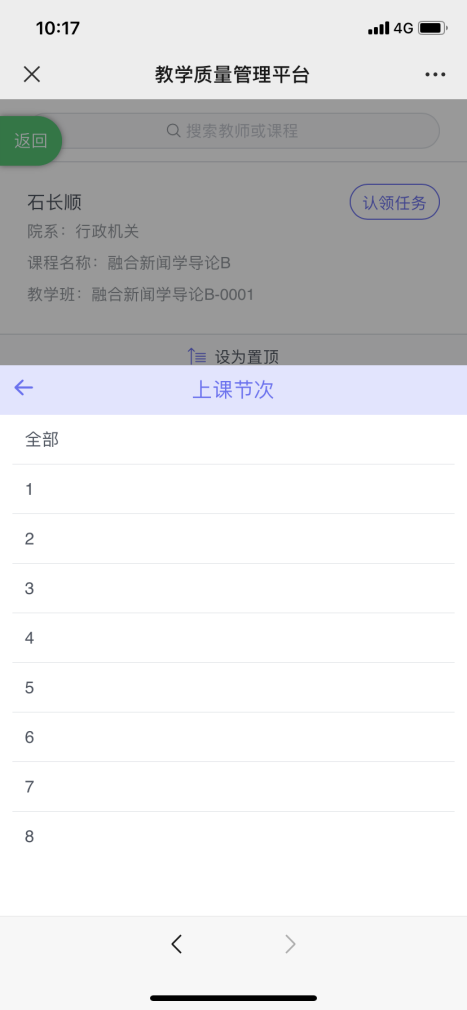 10:17
4G
教学质量管理平台
返回
搜索教师或课程
石长顺
认领任务
院系：行政机关
课程名称：融合新闻学导论B
教学班：融合新闻学导论B-0001
设为置顶
上课节次
全部
1
2
3
4
5
6
7
8